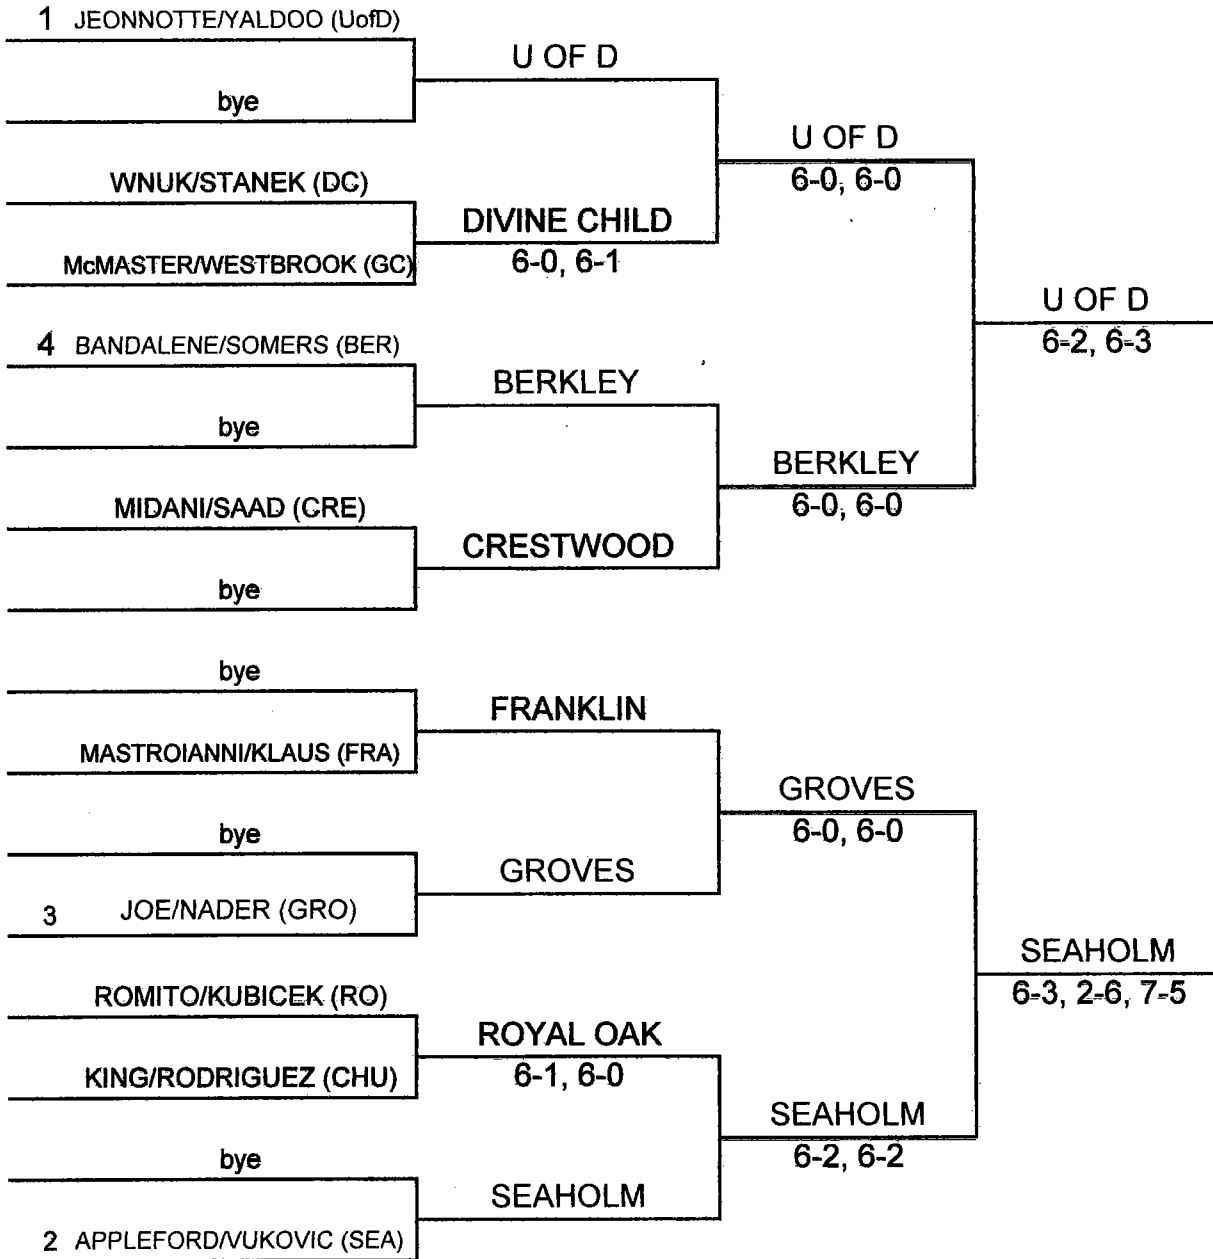 1 JEONNOTTE/YALDOO (UofD)
bye
WNUK/STANEK (DC)
McMASTER/WESTBROOK (GC)
4 BANDALENE/SOMERS (BER)
bye
MIDANI/SAAD (CRE)
bye
bye
MASTROIANNI/KLAUS (FRA)
bye
3 JOE/NADER (GRO)
ROMITO/KUBICEK (RO)
KING/RODRIGUEZ (CHU)
bye
2 APPLEFORD/VUKOVIC (SEA)
U OF D
DIVINE CHILD
6-0, 6-1
BERKLEY
CRESTWOOD
FRANKLIN
GROVES
ROYAL OAK
6-1, 6-0
SEAHOLM
U OF D
6-0, 6-0
BERKLEY
6-0, 6-0
GROVES
6-0, 6-0
SEAHOLM
6-2, 6-2
U OF D
6-2, 6-3
SEAHOLM
6-3, 2-6, 7-5